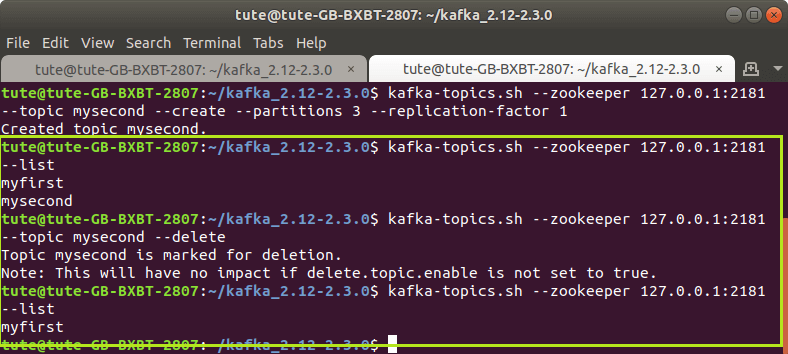 tute@tute-GB-BXBT-2807: ~/kafka_2.12-2.3.0
File Edit View Search Terminal Tabs Help
tute@tute-GB-BXBT-2807: ~/kafka_2.12-2.3.0 × tute@tute-GB-BXBT-2807: ~/kafka_2.12-2.3.0 ×
tute@tute-GB-BXBT-2807:~/kafka_2.12-2.3.0$ kafka-topics.sh --zookeeper 127.0.0.1:2181
--topic mysecond --create --partitions 3 --replication-factor 1
Created topic mysecond.
tute@tute-GB-BXBT-2807:~/kafka_2.12-2.3.0$ kafka-topics.sh --zookeeper 127.0.0.1:2181
--list
myfirst
mysecond
tute@tute-GB-BXBT-2807:~/kafka_2.12-2.3.0$ kafka-topics.sh --zookeeper 127.0.0.1:2181
--topic mysecond --delete
Topic mysecond is marked for deletion.
Note: This will have no impact if delete.topic.enable is not set to true.
tute@tute-GB-BXBT-2807:~/kafka_2.12-2.3.0$ kafka-topics.sh --zookeeper 127.0.0.1:2181
--list
myfirst
tute@tute-GB-BXBT-2807:~/kafka_2.12-2.3.0$